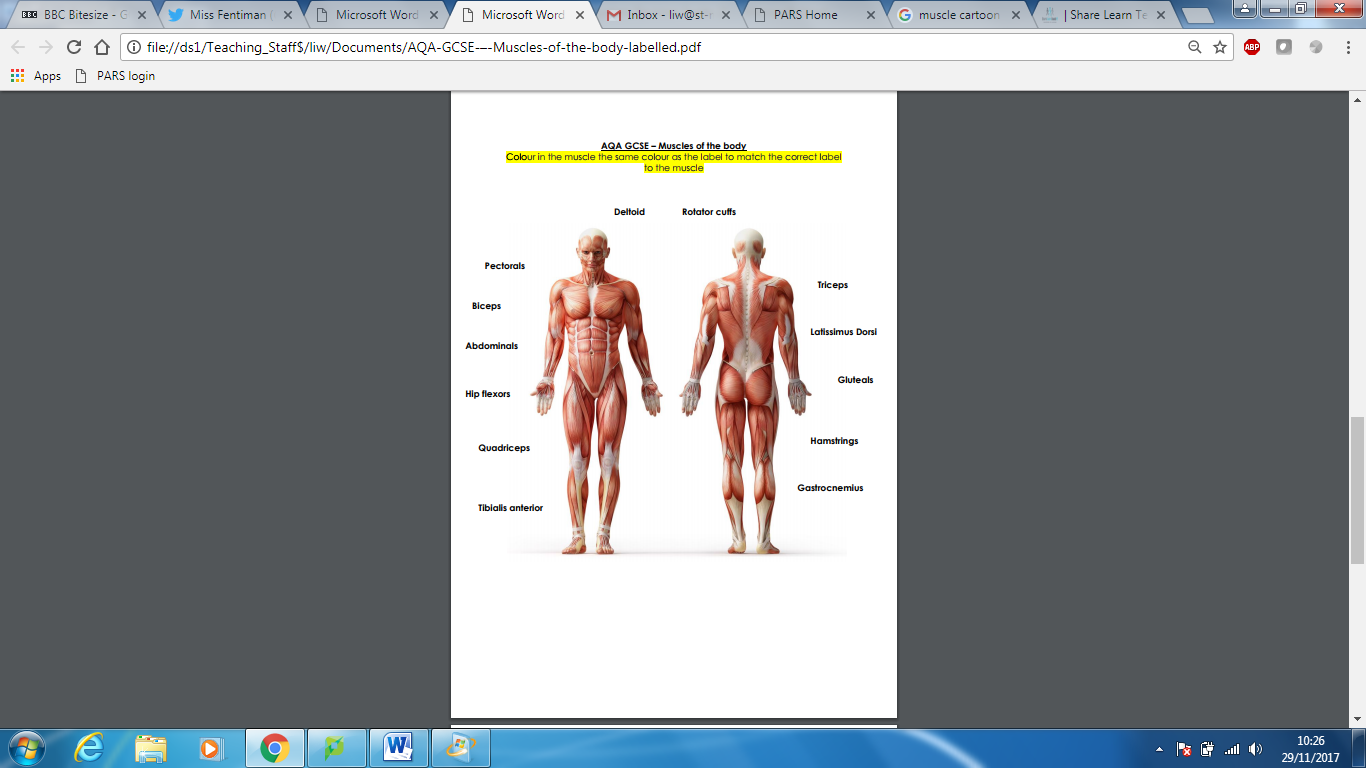 BBC Bitesize - G
Miss Fentiman (
Microsoft Word
Microsoft Word
Inbox - liw@st-r
PARS Home
muscle cartoon
| Share Learn Te
file://ds1/Teaching_Staff$/liw/Documents/AQA-GCSE-–-Muscles-of-the-body-labelled.pdf
ABP
Apps
PARS login
AQA GCSE – Muscles of the body
Colour in the muscle the same colour as the label to match the correct label
to the muscle
Deltoid
Rotator cuffs
Pectorals
Biceps
Abdominals
Hip flexors
Quadriceps
Tibialis anterior
Triceps
Latissimus Dorsi
Gluteals
Hamstrings
Gastrocnemius
10:26
29/11/2017